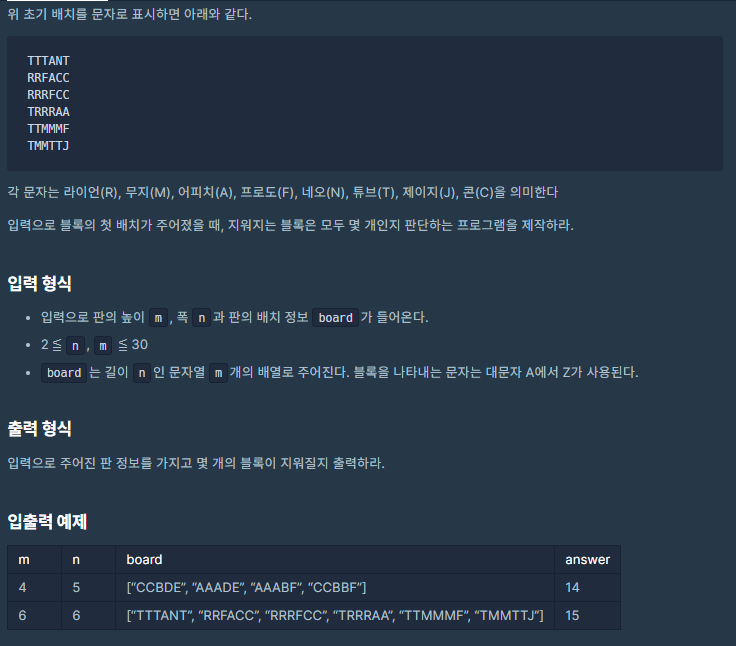 위 초기 배치를 문자로 표시하면 아래와 같다.
TTTANT
RRFACC
RRRFCC
TRRRAA
TTMMMF
TMMTTJ
각 문자는 라이언(R), 무지(M), 어피치(A), 프로도(F), 네오(N), 튜브(T), 제이지(J), 콘(C)을 의미한다
입력으로 블록의 첫 배치가 주어졌을 때, 지워지는 블록은 모두 몇 개인지 판단하는 프로그램을 제작하라.
입력 형식
• 입력으로 판의 높이 m, 폭 n과 판의 배치 정보 board가 들어온다.
• 2 ≦ n, m ≦ 30
• board는 길이 n인 문자열 m개의 배열로 주어진다. 블록을 나타내는 문자는 대문자 A에서 Z가 사용된다.
출력 형식
입력으로 주어진 판 정보를 가지고 몇 개의 블록이 지워질지 출력하라.
입출력 예제
m n board answer
4 5 [“CCBDE”, “AAADE”, “AAABF”, “CCBBF”] 14
6 6 [“TTTANT”, “RRFACC”, “RRRFCC”, “TRRRAA”, “TTMMMF”, “TMMTTJ”] 15